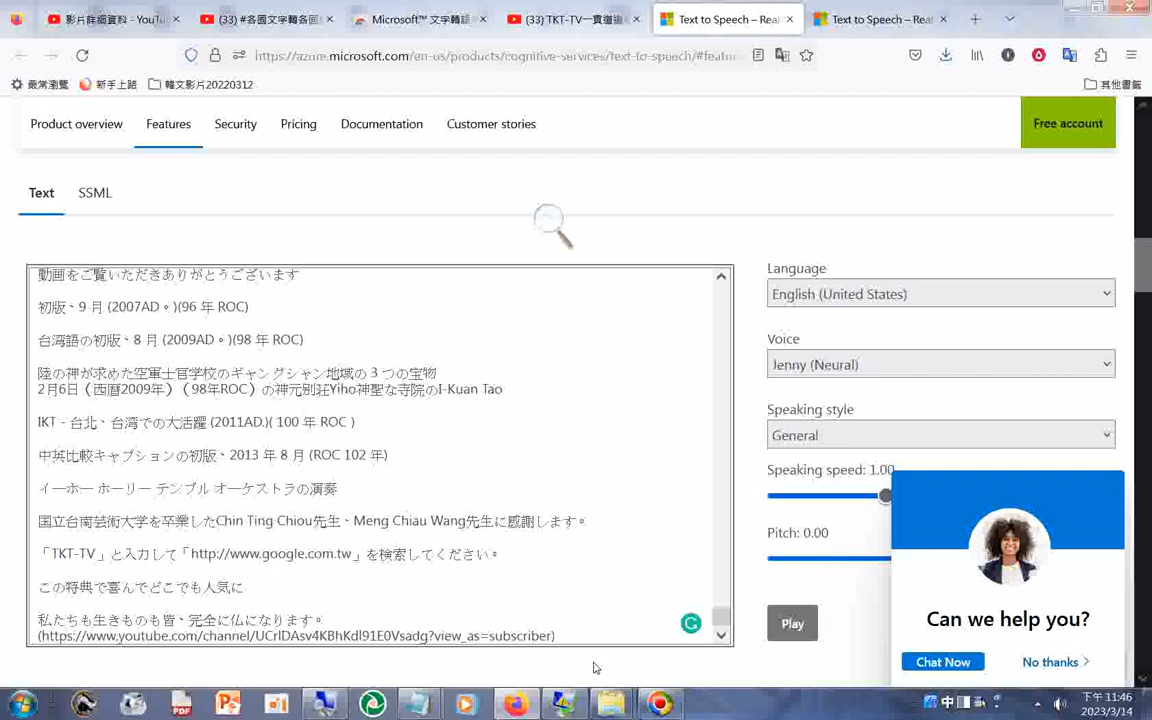 影片詳細資料 - YouTu
(33) #各國文字轉各國
Microsoft™ 文字轉語
(33) TKT-TV一貫道複
Text to Speech – Real
Text to Speech – Real
https://azure.microsoft.com/en-us/products/cognitive-services/text-to-speech/#featur
最常瀏覽
新手上路
韓文影片20220312
其他書籤
Product overview
Features
Security
Pricing
Documentation
Customer stories
Free account
Text
SSML
動画をご覧いただきありがとうございます
初版、9 月 (2007AD。)(96 年 ROC)
台湾語の初版、8 月 (2009AD。)(98 年 ROC)
陸の神が求めた空軍士官学校のギャングシャン地域の 3 つの宝物
2月6日（西暦2009年）（98年ROC）の神元別荘Yiho神聖な寺院のI-Kuan Tao
IKT - 台北、台湾での大活躍 (2011AD.)( 100 年 ROC )
中英比較キャプションの初版、2013 年 8 月 (ROC 102 年)
イーホー ホーリー テンプル オーケストラの演奏
国立台南芸術大学を卒業したChin Ting Chiou先生、Meng Chiau Wang先生に感謝します。
「TKT-TV」と入力して「http://www.google.com.tw」を検索してください。
この特典で喜んでどこでも人気に
私たちも生きものも皆、完全に仏になります。
(https://www.youtube.com/channel/UCrlDAsv4KBhKdl91E0Vsadg?view_as=subscriber)
Language
English (United States)
Voice
Jenny (Neural)
Speaking style
General
Speaking speed: 1.00
Pitch: 0.00
Play
Can we help you?
Chat Now
No thanks
PDF
中
下午 11:46
2023/3/14